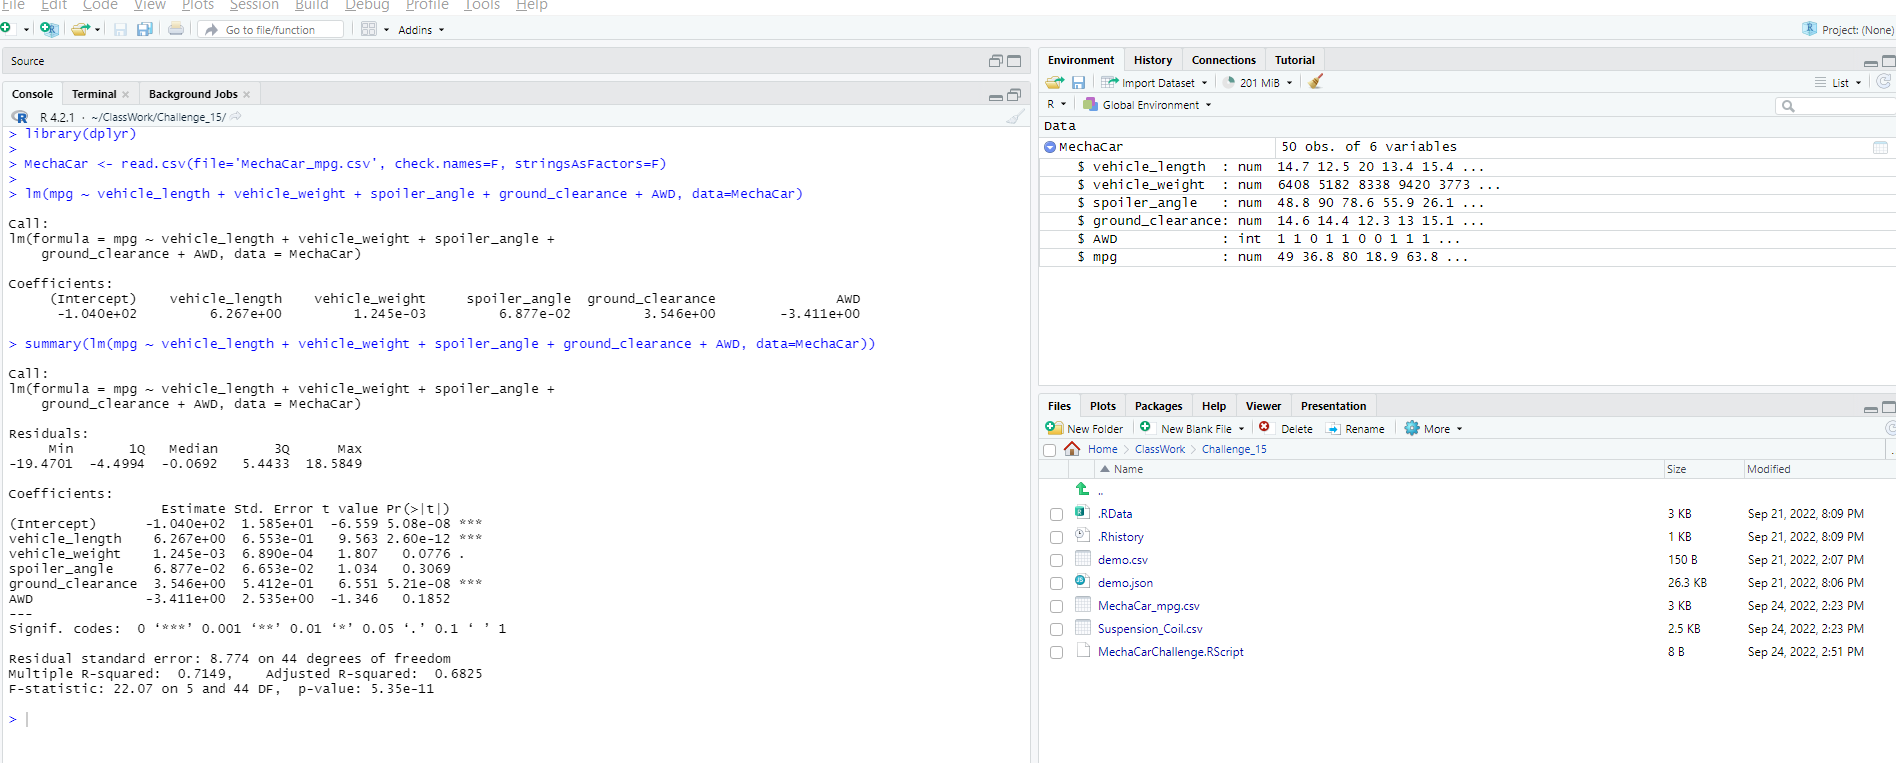 File Edit Code View Plots Session Build Debug Profile Tools Help
Go to file/function Addins Project: (None)
Source
Console Terminal Background Jobs
R 4.2.1 · ~/ClassWork/Challenge_15/
> library(dplyr)
>
> MechaCar <- read.csv(file='MechaCar_mpg.csv', check.names=F, stringsAsFactors=F)
>
> lm(mpg ~ vehicle_length + vehicle_weight + spoiler_angle + ground_clearance + AWD, data=MechaCar)
Call:
lm(formula = mpg ~ vehicle_length + vehicle_weight + spoiler_angle +
    ground_clearance + AWD, data = MechaCar)
Coefficients:
     (Intercept)    vehicle_length    vehicle_weight     spoiler_angle  ground_clearance               AWD
      -1.040e+02         6.267e+00         1.245e-03         6.877e-02         3.546e+00        -3.411e+00
> summary(lm(mpg ~ vehicle_length + vehicle_weight + spoiler_angle + ground_clearance + AWD, data=MechaCar))
Call:
lm(formula = mpg ~ vehicle_length + vehicle_weight + spoiler_angle +
    ground_clearance + AWD, data = MechaCar)
Residuals:
     Min       1Q  Median       3Q      Max
-19.4701  -4.4994  -0.0692   5.4433  18.5849
Coefficients:
                   Estimate Std. Error t value Pr(>|t|)
(Intercept)      -1.040e+02  1.585e+01  -6.559 5.08e-08 ***
vehicle_length    6.267e+00  6.553e-01   9.563 2.60e-12 ***
vehicle_weight    1.245e-03  6.890e-04   1.807   0.0776 .
spoiler_angle     6.877e-02  6.653e-02   1.034   0.3069
ground_clearance  3.546e+00  5.412e-01   6.551 5.21e-08 ***
AWD              -3.411e+00  2.535e+00  -1.346   0.1852
---
Signif. codes:  0 ‘***’ 0.001 ‘**’ 0.01 ‘*’ 0.05 ‘.’ 0.1 ‘ ’ 1
Residual standard error: 8.774 on 44 degrees of freedom
Multiple R-squared:  0.7149,    Adjusted R-squared:  0.6825
F-statistic: 22.07 on 5 and 44 DF,  p-value: 5.35e-11
>
Environment History Connections Tutorial
Import Dataset 201 MiB List
R Global Environment
Data
MechaCar 50 obs. of 6 variables
$ vehicle_length : num 14.7 12.5 20 13.4 15.4 ...
$ vehicle_weight : num 6408 5182 8338 9420 3773 ...
$ spoiler_angle : num 48.8 90 78.6 55.9 26.1 ...
$ ground_clearance: num 14.6 14.4 12.3 13 15.1 ...
$ AWD : int 1 1 0 1 1 0 0 1 1 1 ...
$ mpg : num 49 36.8 80 18.9 63.8 ...
Files Plots Packages Help Viewer Presentation
New Folder New Blank File Delete Rename More
Home ClassWork Challenge_15
Name Size Modified
..
.RData 3 KB Sep 21, 2022, 8:09 PM
.Rhistory 1 KB Sep 21, 2022, 8:09 PM
demo.csv 150 B Sep 21, 2022, 2:07 PM
demo.json 26.3 KB Sep 21, 2022, 8:06 PM
MechaCar_mpg.csv 3 KB Sep 24, 2022, 2:23 PM
Suspension_Coil.csv 2.5 KB Sep 24, 2022, 2:23 PM
MechaCarChallenge.RScript 8 B Sep 24, 2022, 2:51 PM